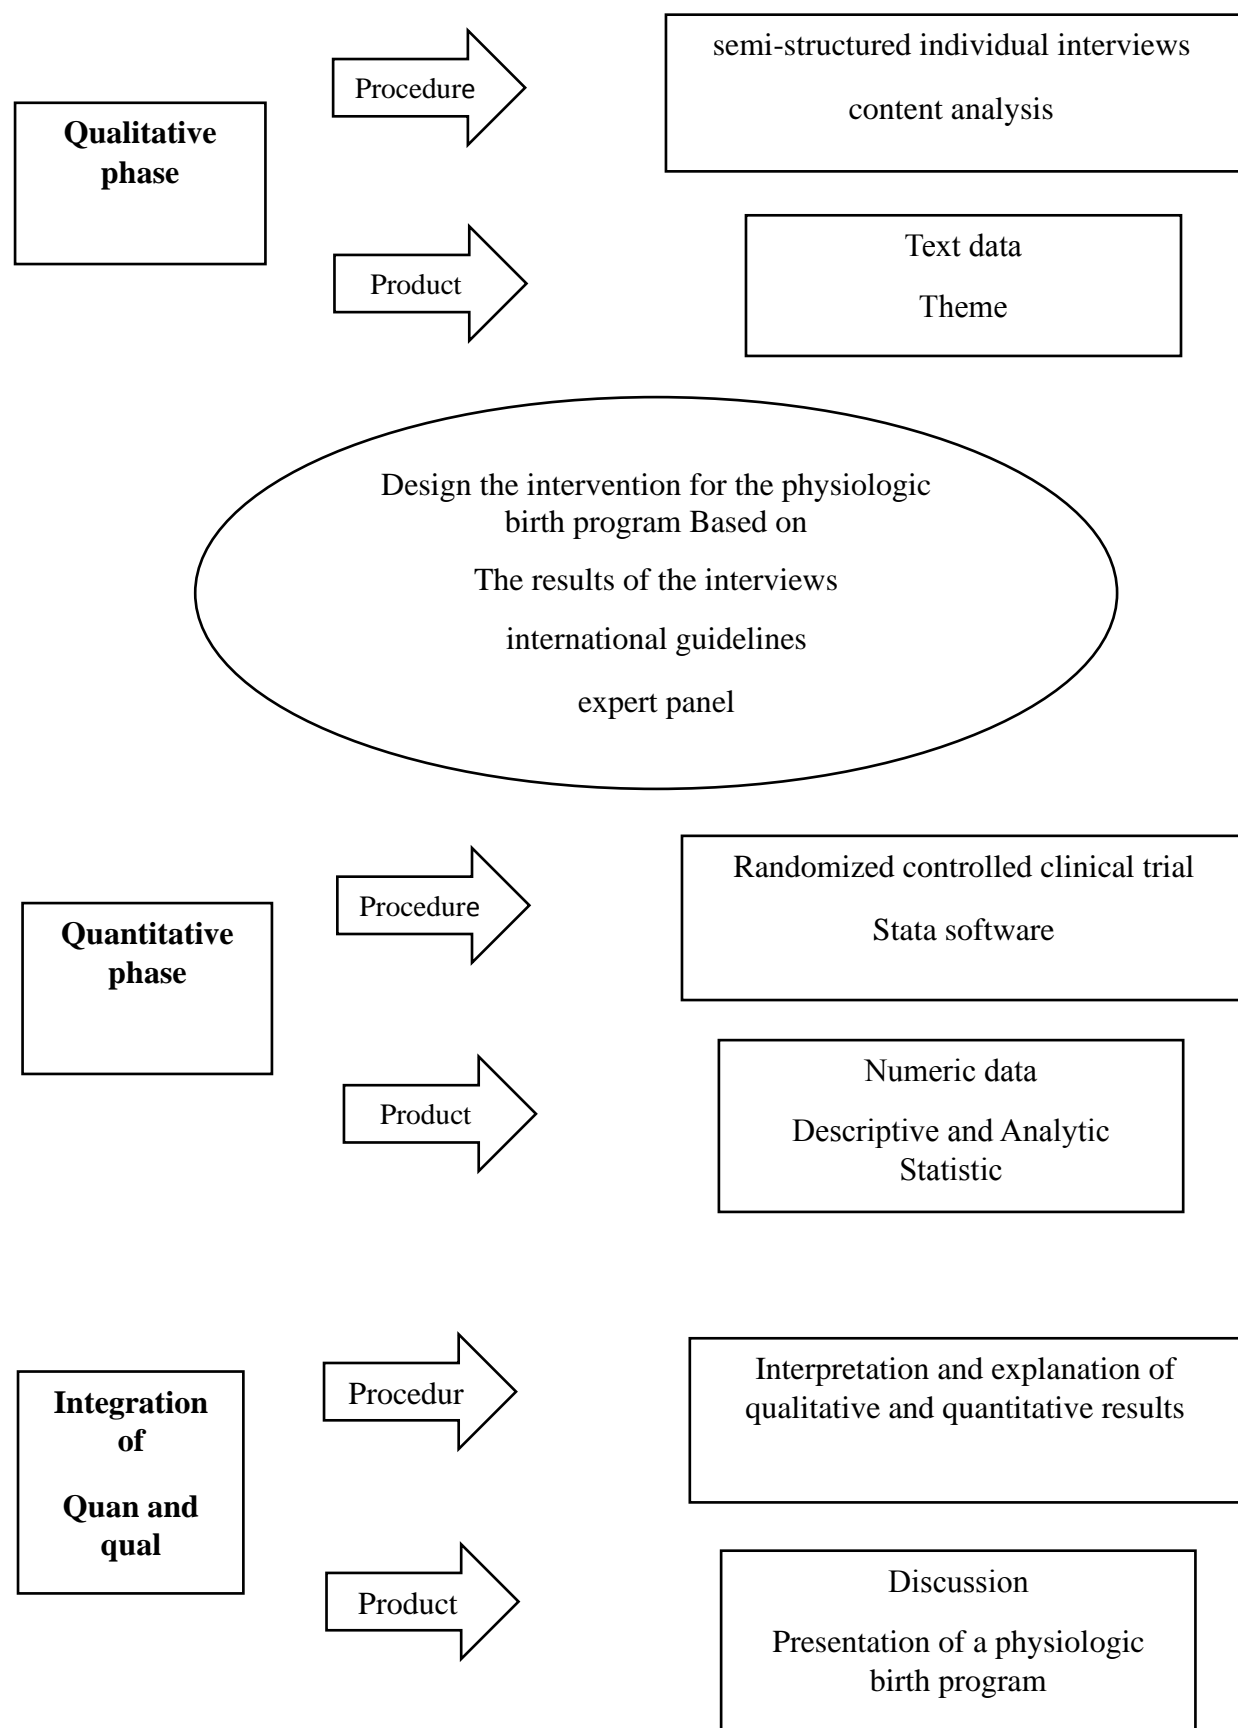 Qualitative
phase
Procedure
semi-structured individual interviews
content analysis
Product
Text data
Theme
Design the intervention for the physiologic
birth program Based on
The results of the interviews
international guidelines
expert panel
Quantitative
phase
Procedure
Randomized controlled clinical trial
Stata software
Product
Numeric data
Descriptive and Analytic
Statistic
Integration
of
Quan and
qual
Procedur
Interpretation and explanation of
qualitative and quantitative results
Product
Discussion
Presentation of a physiologic
birth program